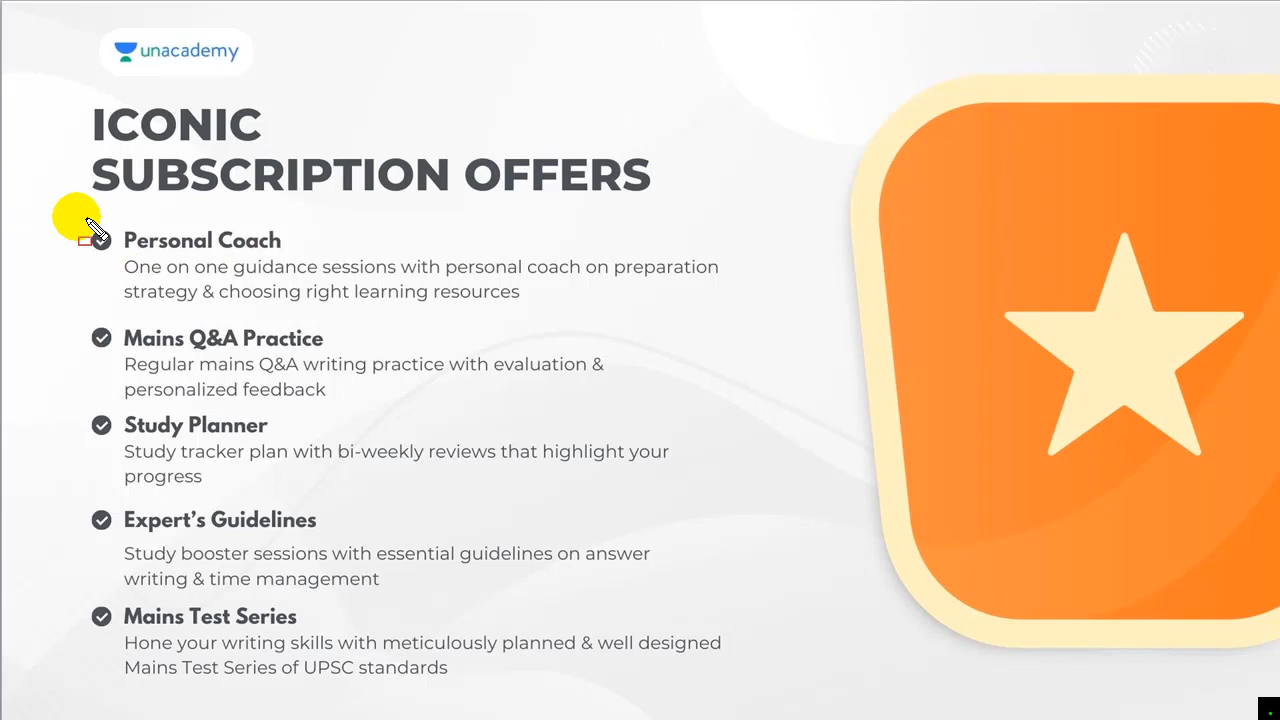 unacademy
ICONIC
SUBSCRIPTION OFFERS
Personal Coach
One on one guidance sessions with personal coach on preparation
strategy & choosing right learning resources
Mains Q&A Practice
Regular mains Q&A writing practice with evaluation &
personalized feedback
Study Planner
Study tracker plan with bi-weekly reviews that highlight your
progress
Expert’s Guidelines
Study booster sessions with essential guidelines on answer
writing & time management
Mains Test Series
Hone your writing skills with meticulously planned & well designed
Mains Test Series of UPSC standards